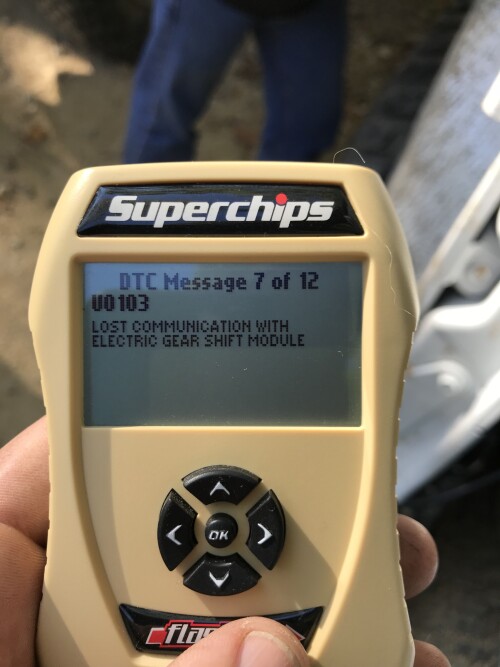 Superchips
DTC Message 7 of 12
U0103
LOST COMMUNICATION WITH
ELECTRIC GEAR SHIFT MODULE
OK